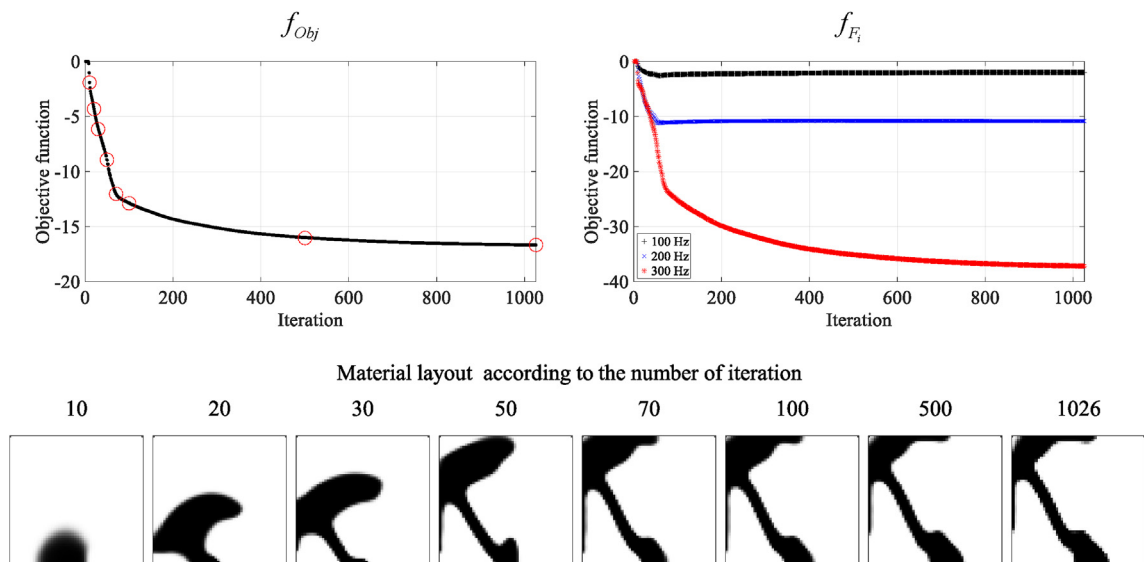 f_Obj
f_{F_i}
0
-5
-10
-15
-20
Objective function
0 200 400 600 800 1000
Iteration
0
-10
-20
-30
-40
Objective function
+ 100 Hz
× 200 Hz
* 300 Hz
0 200 400 600 800 1000
Iteration
Material layout according to the number of iteration
10 20 30 50 70 100 500 1026